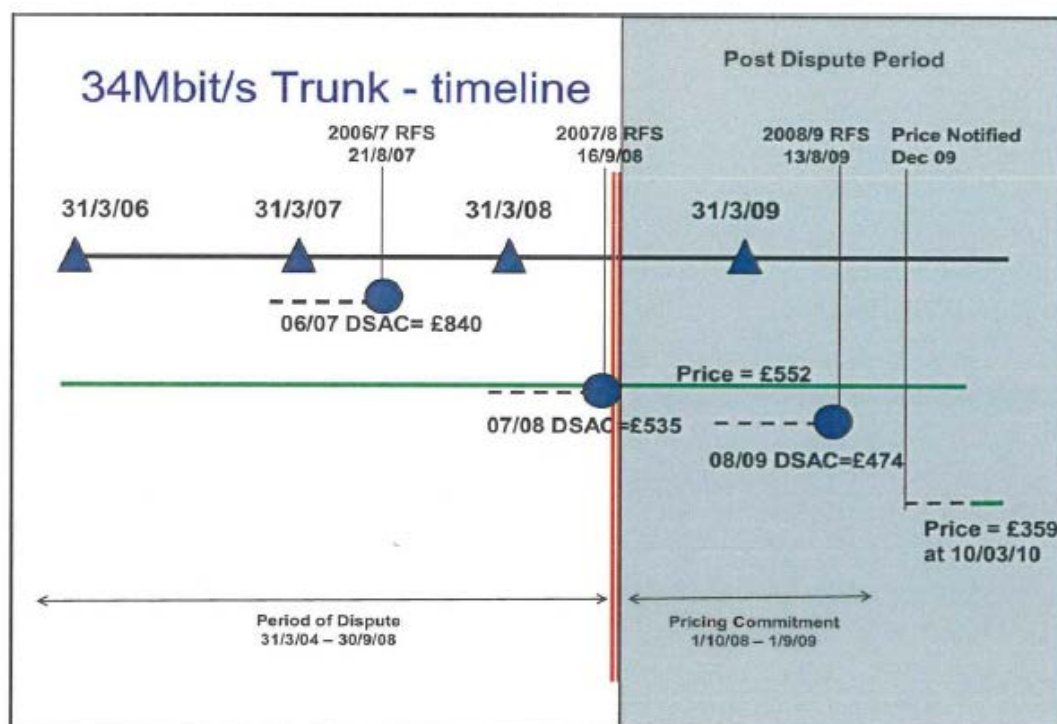 Post Dispute Period
34Mbit/s Trunk - timeline
2006/7 RFS
21/8/07
2007/8 RFS
16/9/08
2008/9 RFS
13/8/09
Price Notified
Dec 09
31/3/06
31/3/07
31/3/08
31/3/09
06/07 DSAC= £840
Price = £552
07/08 DSAC=£535
08/09 DSAC=£474
Price = £359
at 10/03/10
Period of Dispute
31/3/04 – 30/9/08
Pricing Commitment
1/10/08 – 1/9/09